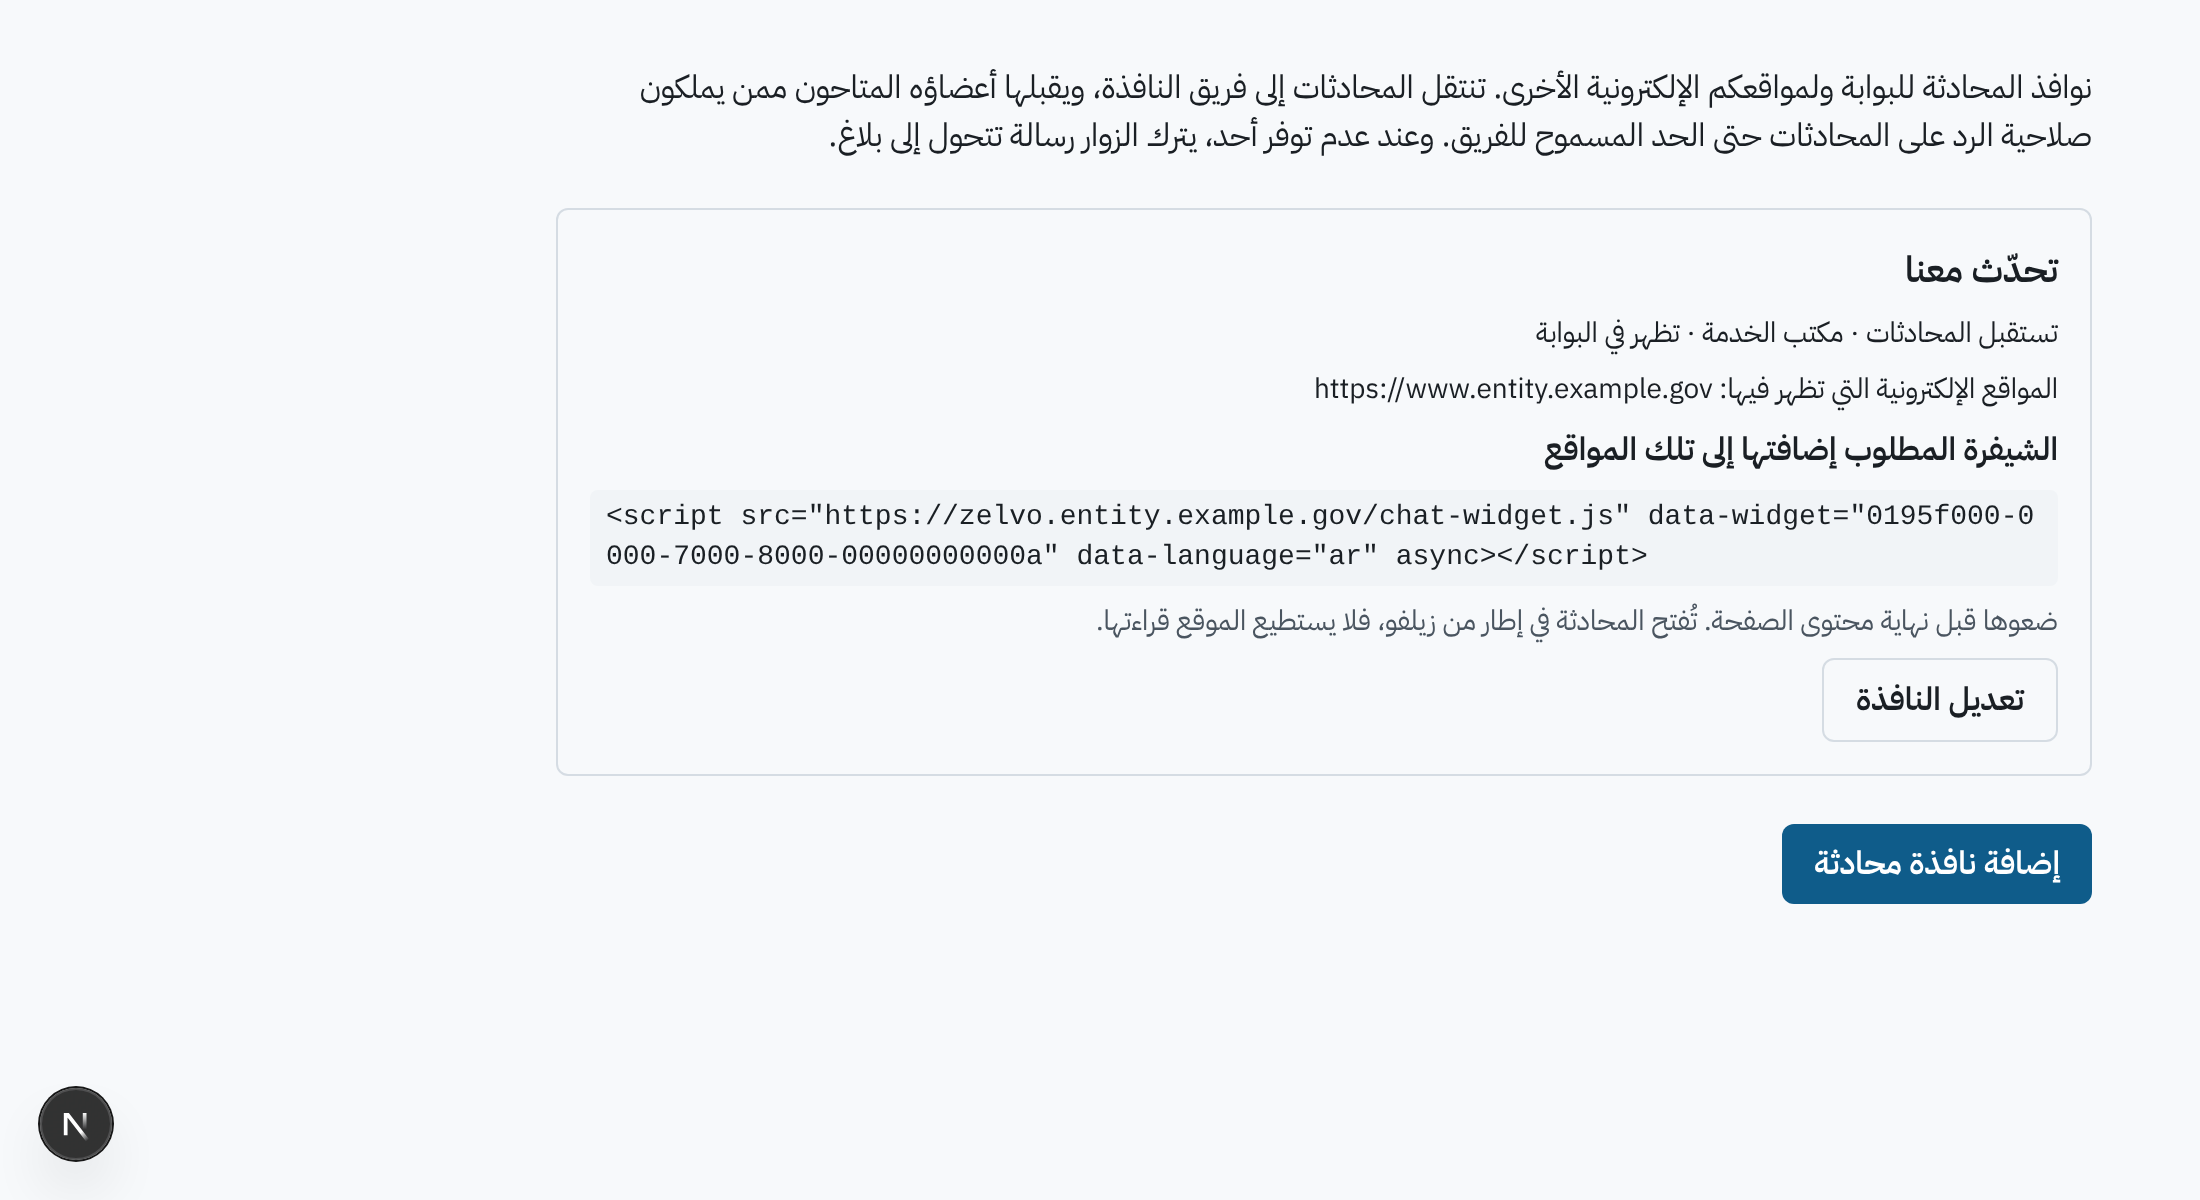 نوافذ المحادثة للبوابة ولمواقعكم الإلكترونية الأخرى. تنتقل المحادثات إلى فريق النافذة، ويقبلها أعضاؤه المتاحون ممن يملكون
صلاحية الرد على المحادثات حتى الحد المسموح للفريق. وعند عدم توفر أحد، يترك الزوار رسالة تتحول إلى بلاغ.
تحدّث معنا
تستقبل المحادثات · مكتب الخدمة · تظهر في البوابة
المواقع الإلكترونية التي تظهر فيها: https://www.entity.example.gov
الشيفرة المطلوب إضافتها إلى تلك المواقع
<script src="https://zelvo.entity.example.gov/chat-widget.js" data-widget="0195f000-0
000-7000-8000-00000000000a" data-language="ar" async></script>
ضعوها قبل نهاية محتوى الصفحة. تُفتح المحادثة في إطار من زيلفو، فلا يستطيع الموقع قراءتها.
تعديل النافذة
إضافة نافذة محادثة
N